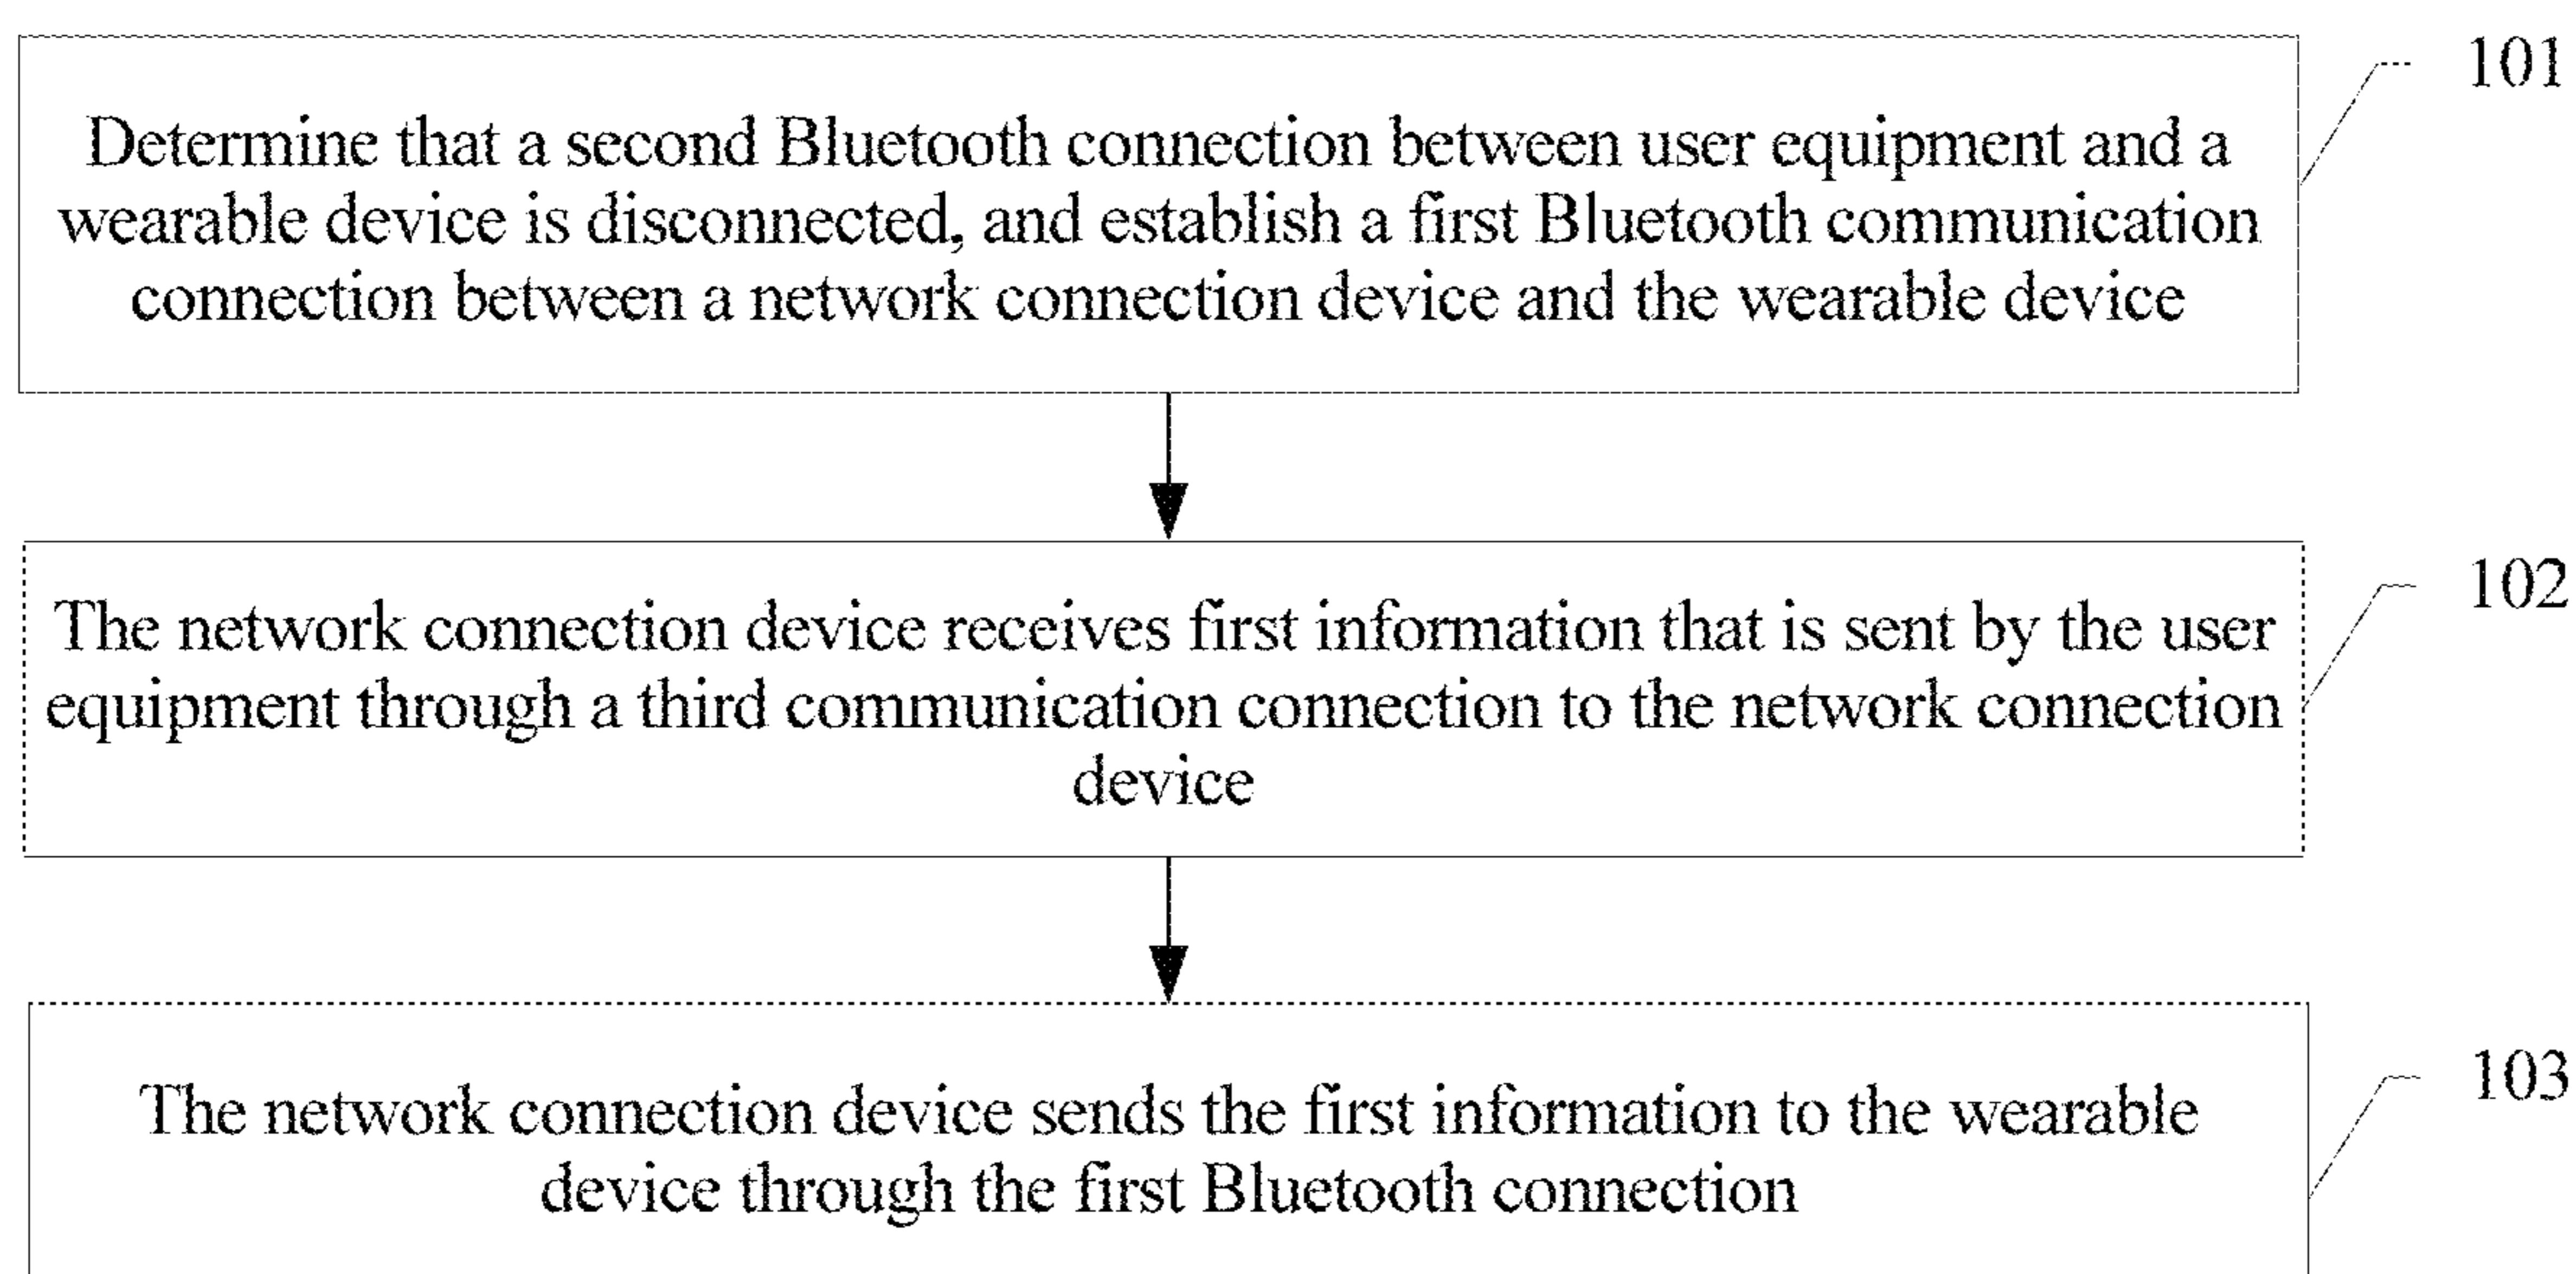 101
Determine that a second Bluetooth connection between user equipment and a
wearable device is disconnected, and establish a first Bluetooth communication
connection between a network connection device and the wearable device
102
The network connection device receives first information that is sent by the user
equipment through a third communication connection to the network connection
device
103
The network connection device sends the first information to the wearable
device through the first Bluetooth connection